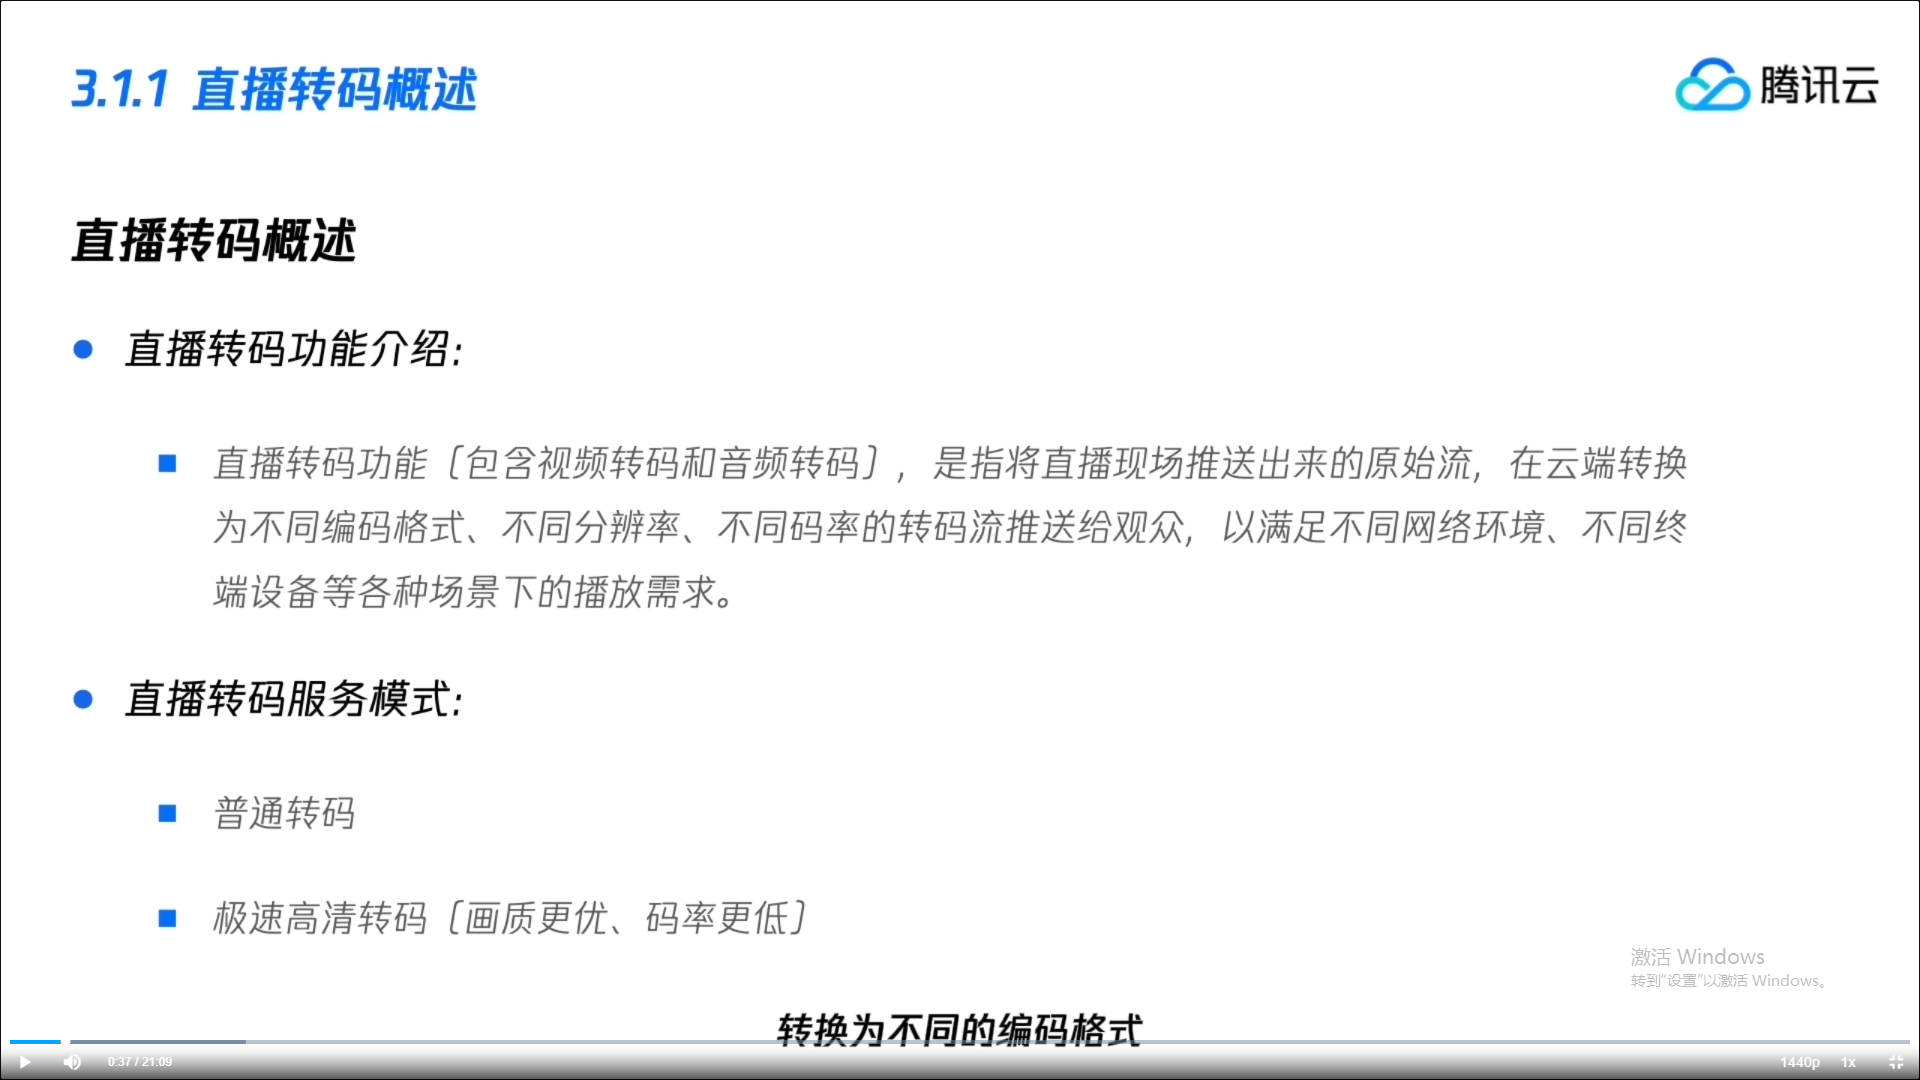 3.1.1 直播转码概述
腾讯云
直播转码概述
直播转码功能介绍:
直播转码功能〔包含视频转码和音频转码〕，是指将直播现场推送出来的原始流，在云端转换
为不同编码格式、不同分辨率、不同码率的转码流推送给观众，以满足不同网络环境、不同终
端设备等各种场景下的播放需求。
直播转码服务模式:
普通转码
极速高清转码〔画质更优、码率更低〕
激活 Windows
转到“设置”以激活 Windows。
转换为不同的编码格式
0:37 / 21:09
1440p
1x